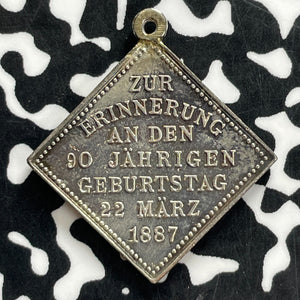 ZUR
ERINNERUNG
AN DEN
90 JÄHRIGEN
GEBURTSTAG
22 MÄRZ
1887